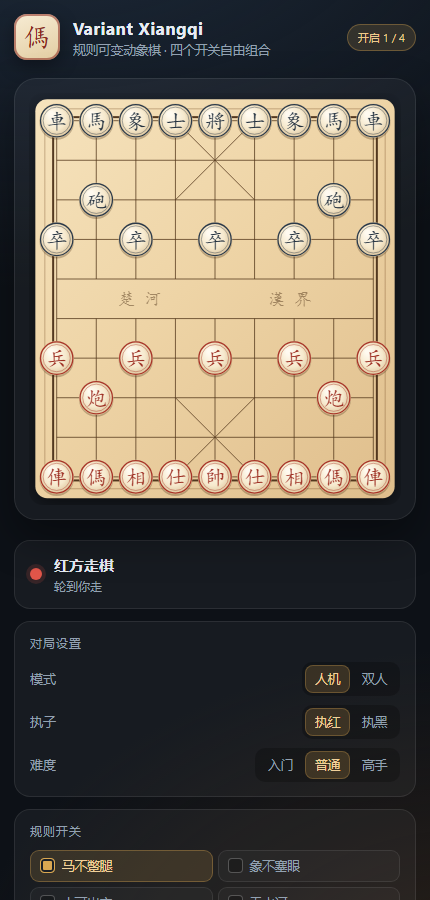 傌 Variant Xiangqi
规则可变动象棋 · 四个开关自由组合
开启 1 / 4
車 馬 象 士 將 士 象 馬 車
砲 砲
卒 卒 卒 卒 卒
楚 河 漢 界
兵 兵 兵 兵 兵
炮 炮
俥 傌 相 仕 帥 仕 相 傌 俥
红方走棋
轮到你走
对局设置
模式 人机 双人
执子 执红 执黑
难度 入门 普通 高手
规则开关
马不蹩腿 象不塞眼